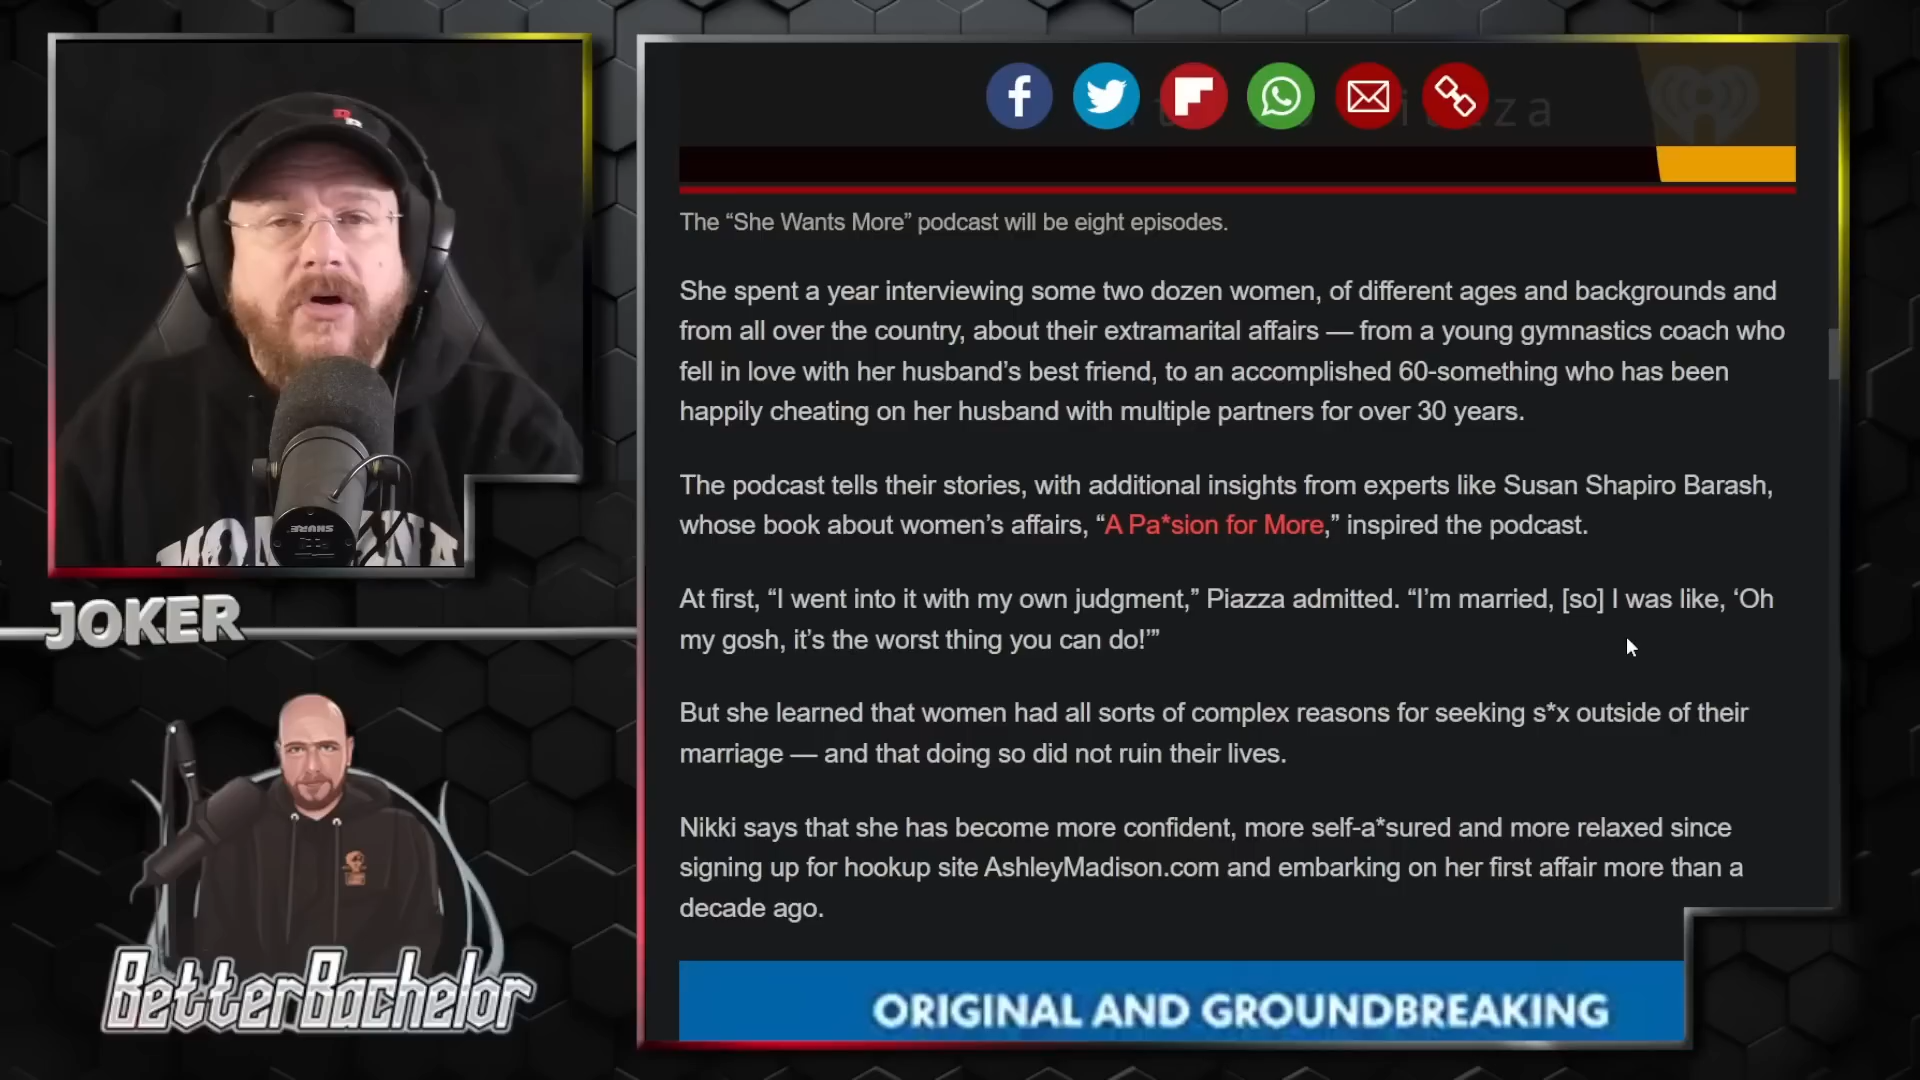 The “She Wants More” podcast will be eight episodes.
She spent a year interviewing some two dozen women, of different ages and backgrounds and
from all over the country, about their extramarital affairs — from a young gymnastics coach who
fell in love with her husband’s best friend, to an accomplished 60-something who has been
happily cheating on her husband with multiple partners for over 30 years.
The podcast tells their stories, with additional insights from experts like Susan Shapiro Barash,
whose book about women’s affairs, “A Pa*sion for More,” inspired the podcast.
At first, “I went into it with my own judgment,” Piazza admitted. “I’m married, [so] I was like, ‘Oh
my gosh, it’s the worst thing you can do!’”
But she learned that women had all sorts of complex reasons for seeking s*x outside of their
marriage — and that doing so did not ruin their lives.
Nikki says that she has become more confident, more self-a*sured and more relaxed since
signing up for hookup site AshleyMadison.com and embarking on her first affair more than a
decade ago.
ORIGINAL AND GROUNDBREAKING
SHURE
JOKER
BetterBachelor